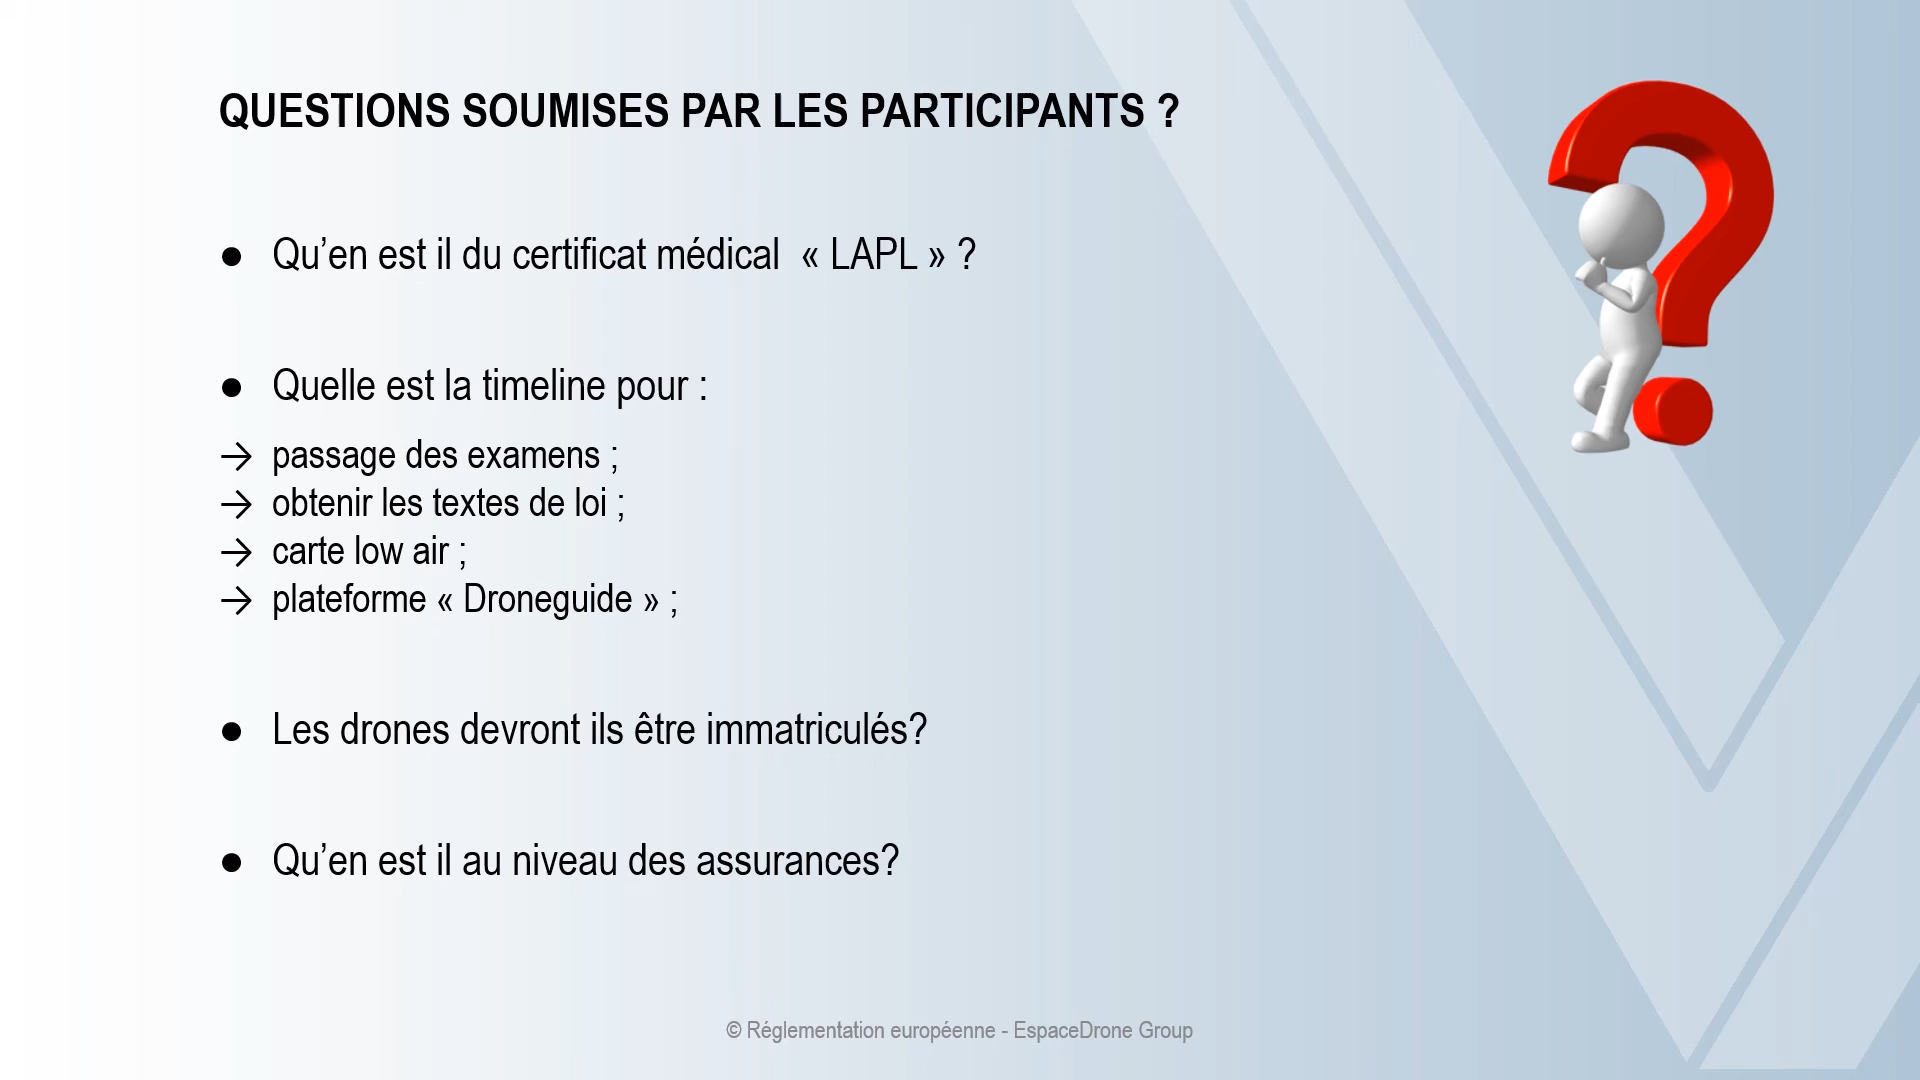 QUESTIONS SOUMISES PAR LES PARTICIPANTS ?
● Qu’en est il du certificat médical « LAPL » ?
● Quelle est la timeline pour :
→ passage des examens ;
→ obtenir les textes de loi ;
→ carte low air ;
→ plateforme « Droneguide » ;
● Les drones devront ils être immatriculés?
● Qu’en est il au niveau des assurances?
© Réglementation européenne - EspaceDrone Group